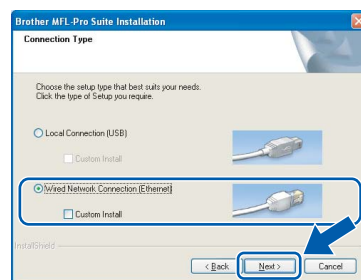 Brother MFL-Pro Suite Installation
Connection Type
Choose the setup type that best suits your needs.
Click the type of Setup you require.
Local Connection (USB)
Custom Install
Wired Network Connection (Ethernet)
Custom Install
InstallShield
< Back
Next >
Cancel